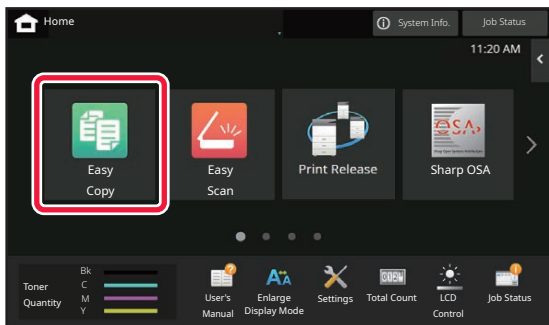 Home
System Info.
Job Status
11:20 AM
Easy
Copy
Easy
Scan
Print Release
Sharp OSA
Toner
Quantity
Bk
C
M
Y
User's
Manual
Enlarge
Display Mode
Settings
Total Count
LCD
Control
Job Status